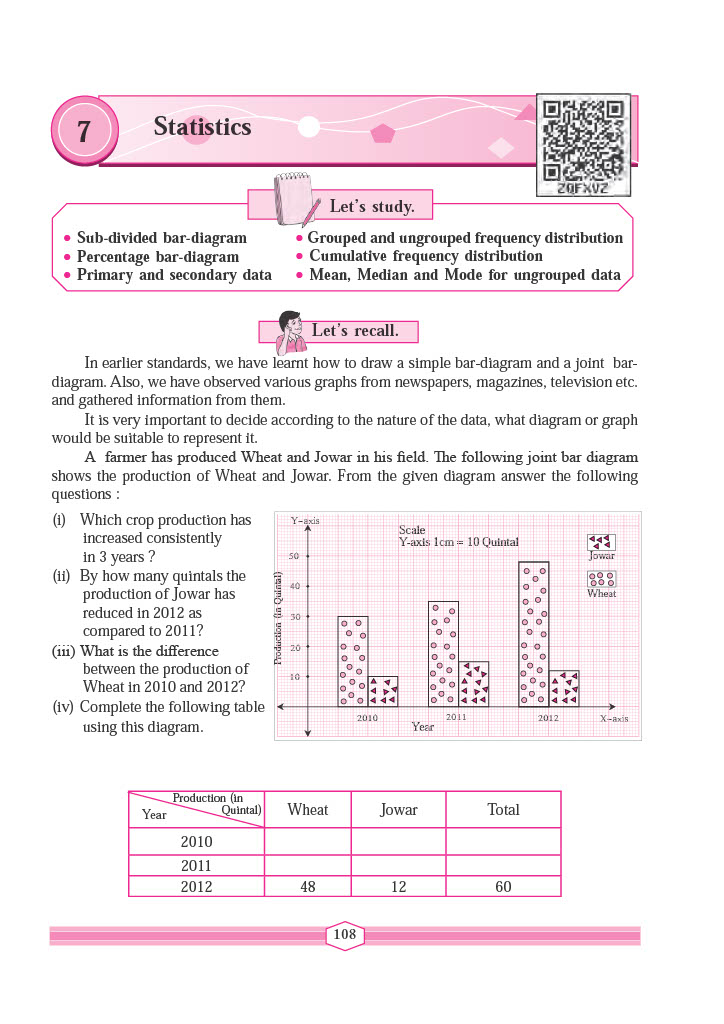 7
Statistics
ZQFXVZ
Let's study.
• Sub-divided bar-diagram
• Grouped and ungrouped frequency distribution
• Percentage bar-diagram
• Cumulative frequency distribution
• Primary and secondary data
• Mean, Median and Mode for ungrouped data
Let's recall.
In earlier standards, we have learnt how to draw a simple bar-diagram and a joint bar-
diagram. Also, we have observed various graphs from newspapers, magazines, television etc.
and gathered information from them.
It is very important to decide according to the nature of the data, what diagram or graph
would be suitable to represent it.
A farmer has produced Wheat and Jowar in his field. The following joint bar diagram
shows the production of Wheat and Jowar. From the given diagram answer the following
questions :
(i) Which crop production has
increased consistently
in 3 years ?
(ii) By how many quintals the
production of Jowar has
reduced in 2012 as
compared to 2011?
(iii) What is the difference
between the production of
Wheat in 2010 and 2012?
(iv) Complete the following table
using this diagram.
Y-axis
Scale
Y-axis 1cm = 10 Quintal
Jowar
Wheat
50
40
30
20
10
Production (in Quintal)
2010
2011
2012
X-axis
Year
Production (in
Quintal)
Year
Wheat
Jowar
Total
2010
2011
2012 48 12 60
108